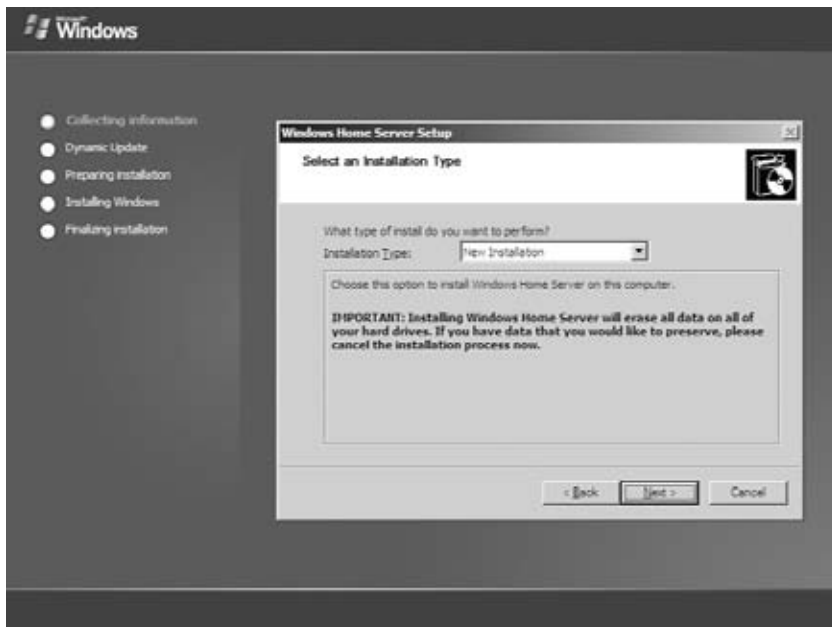 Microsoft
Windows
Collecting information
Dynamic Update
Preparing installation
Installing Windows
Finalizing installation
Windows Home Server Setup
Select an Installation Type
What type of install do you want to perform?
Installation Type: New Installation
Choose this option to install Windows Home Server on this computer.
IMPORTANT: Installing Windows Home Server will erase all data on all of
your hard drives. If you have data that you would like to preserve, please
cancel the installation process now.
< Back Next > Cancel